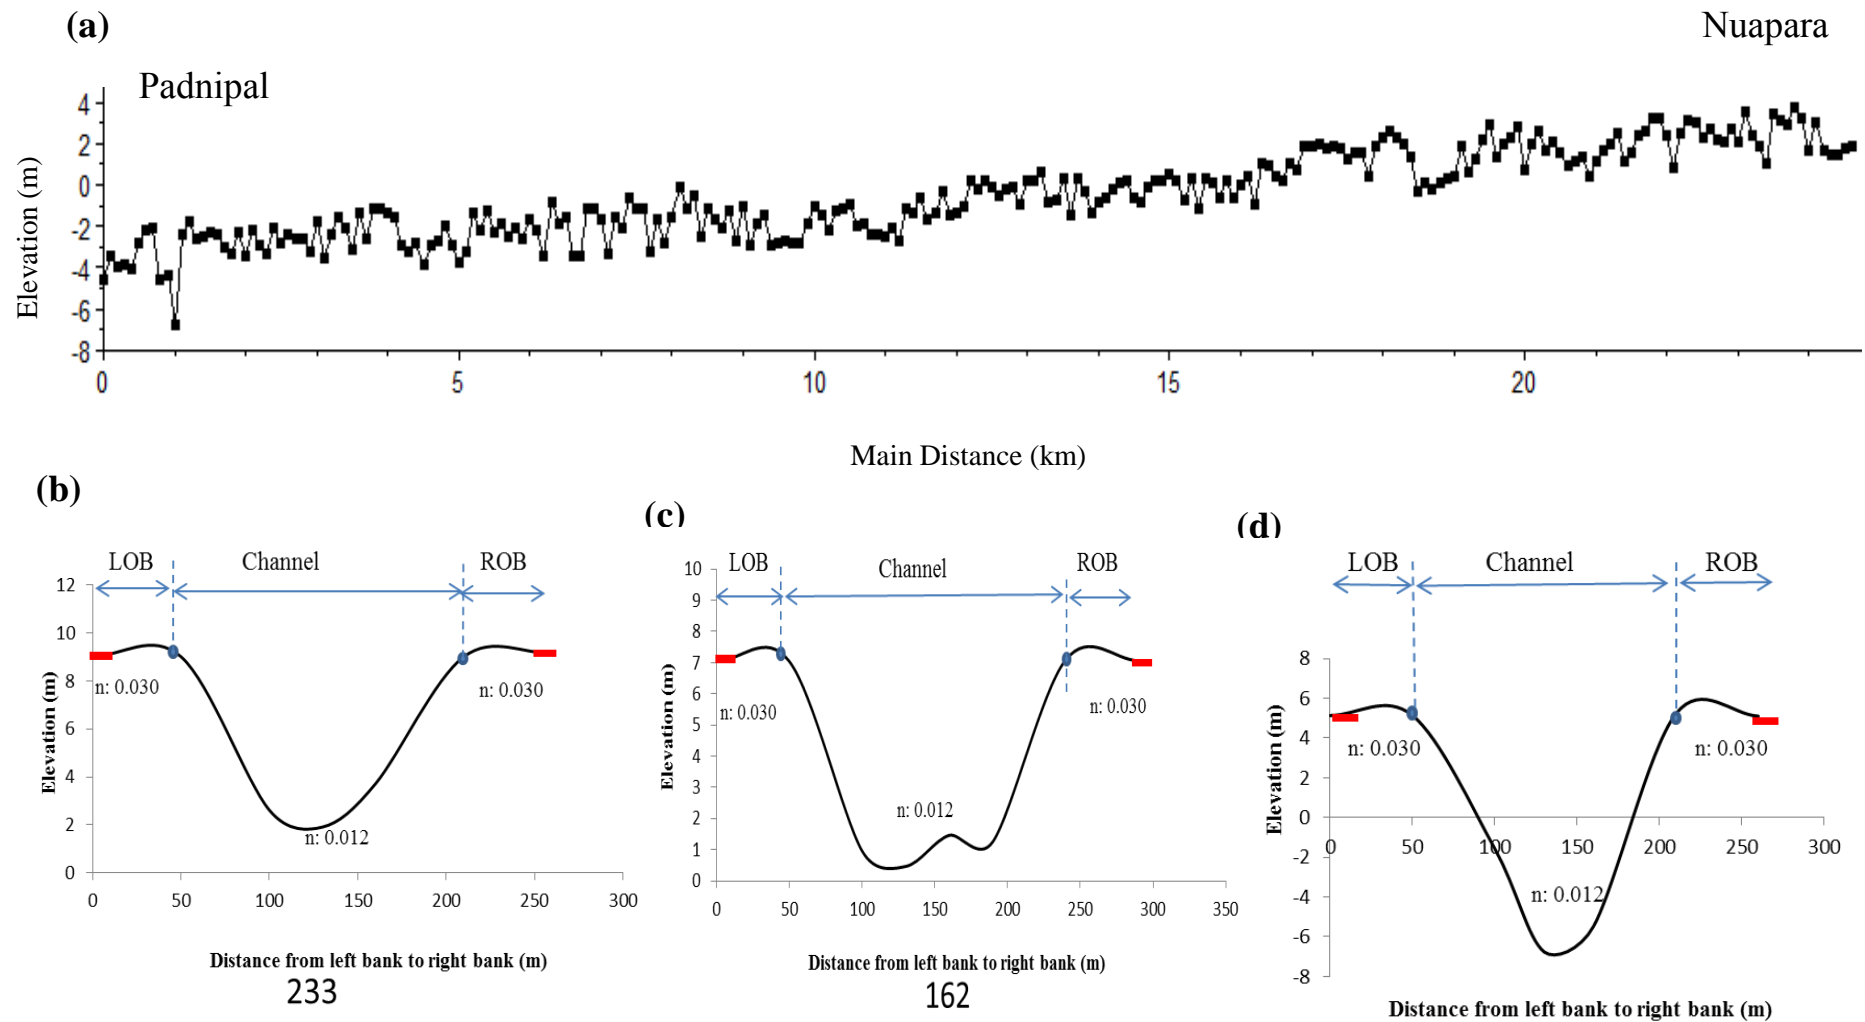 (a)
Nuapara
Padnipal
4
2
0
-2
-4
-6
-8
Elevation (m)
0 5 10 15 20
Main Distance (km)
(b)
LOB Channel ROB
12
10
8
6
4
2
0
Elevation (m)
n: 0.030
n: 0.030
n: 0.012
0 50 100 150 200 250 300
Distance from left bank to right bank (m)
233
(c)
LOB Channel ROB
10
9
8
7
6
5
4
3
2
1
0
Elevation (m)
n: 0.030
n: 0.030
n: 0.012
0 50 100 150 200 250 300 350
Distance from left bank to right bank (m)
162
(d)
LOB Channel ROB
8
6
4
2
0
-2
-4
-6
-8
Elevation (m)
n: 0.030
n: 0.030
0 50 100 150 200 250 300
n: 0.012
Distance from left bank to right bank (m)